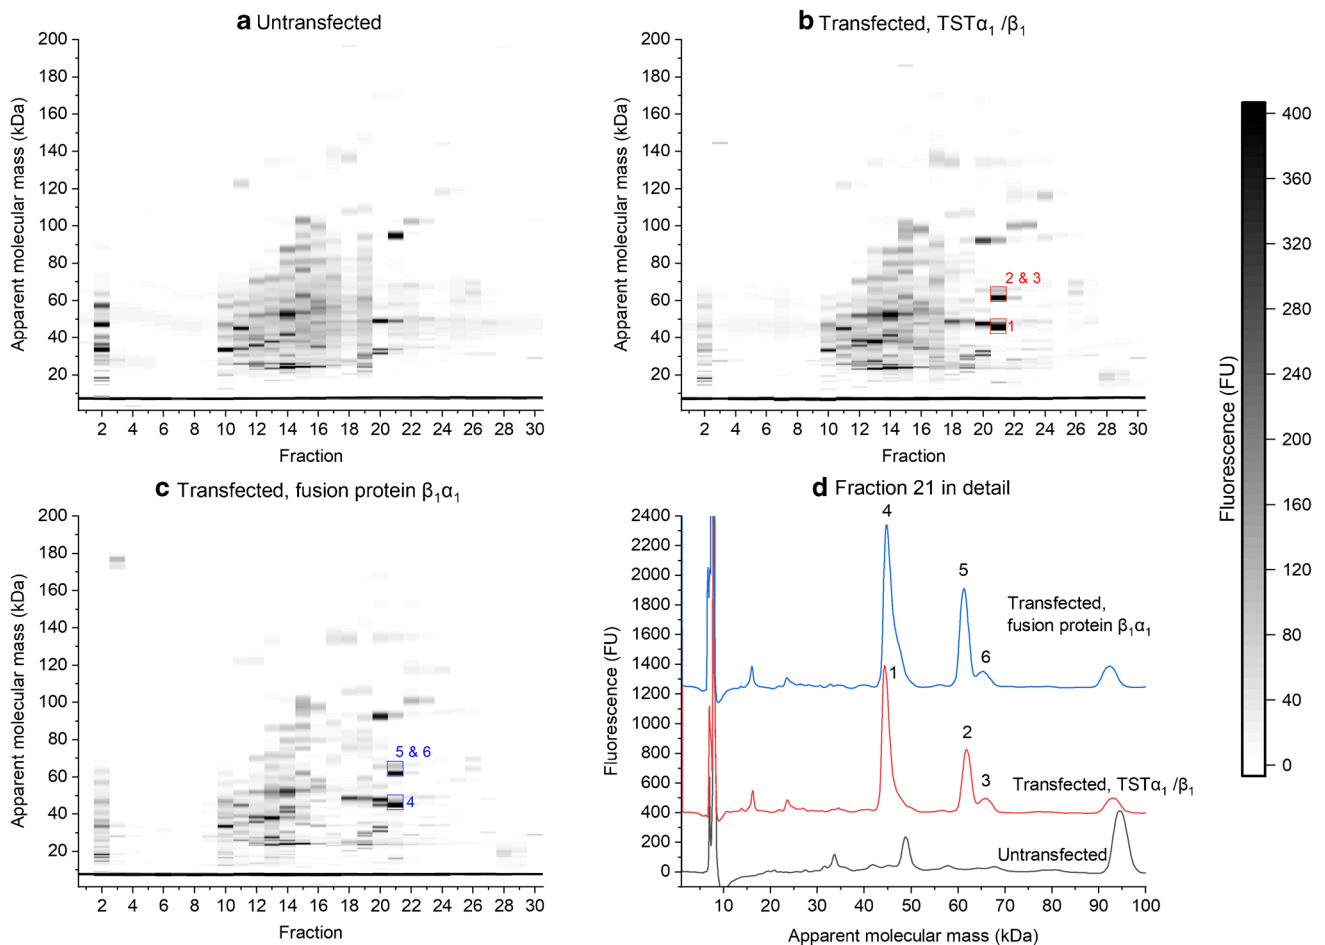 a Untransfected
Apparent molecular mass (kDa)
200
180
160
140
120
100
80
60
40
20
2 4 6 8 10 12 14 16 18 20 22 24 26 28 30
Fraction
b Transfected, TSTα₁ /β₁
Apparent molecular mass (kDa)
200
180
160
140
120
100
80
60
40
20
2 & 3
1
2 4 6 8 10 12 14 16 18 20 22 24 26 28 30
Fraction
Fluorescence (FU)
400
360
320
280
240
200
160
120
80
40
0
c Transfected, fusion protein β₁α₁
Apparent molecular mass (kDa)
200
180
160
140
120
100
80
60
40
20
5 & 6
4
2 4 6 8 10 12 14 16 18 20 22 24 26 28 30
Fraction
d Fraction 21 in detail
Fluorescence (FU)
2400
2200
2000
1800
1600
1400
1200
1000
800
600
400
200
0
4
5
Transfected,
fusion protein β₁α₁
6
1
2
3
Transfected, TSTα₁ /β₁
Untransfected
10 20 30 40 50 60 70 80 90 100
Apparent molecular mass (kDa)